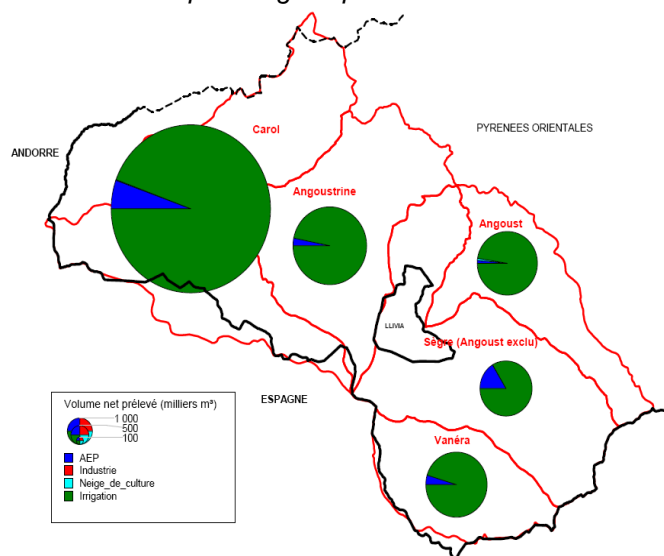 Carol
PYRENEES ORIENTALES
ANDORRE
Angoustrine
Angoust
LLIVIA
Sègre (Angoust exclu)
ESPAGNE
Volume net prélevé (milliers m³)
1 000
500
100
AEP
Industrie
Neige_de_culture
Irrigation
Vanéra